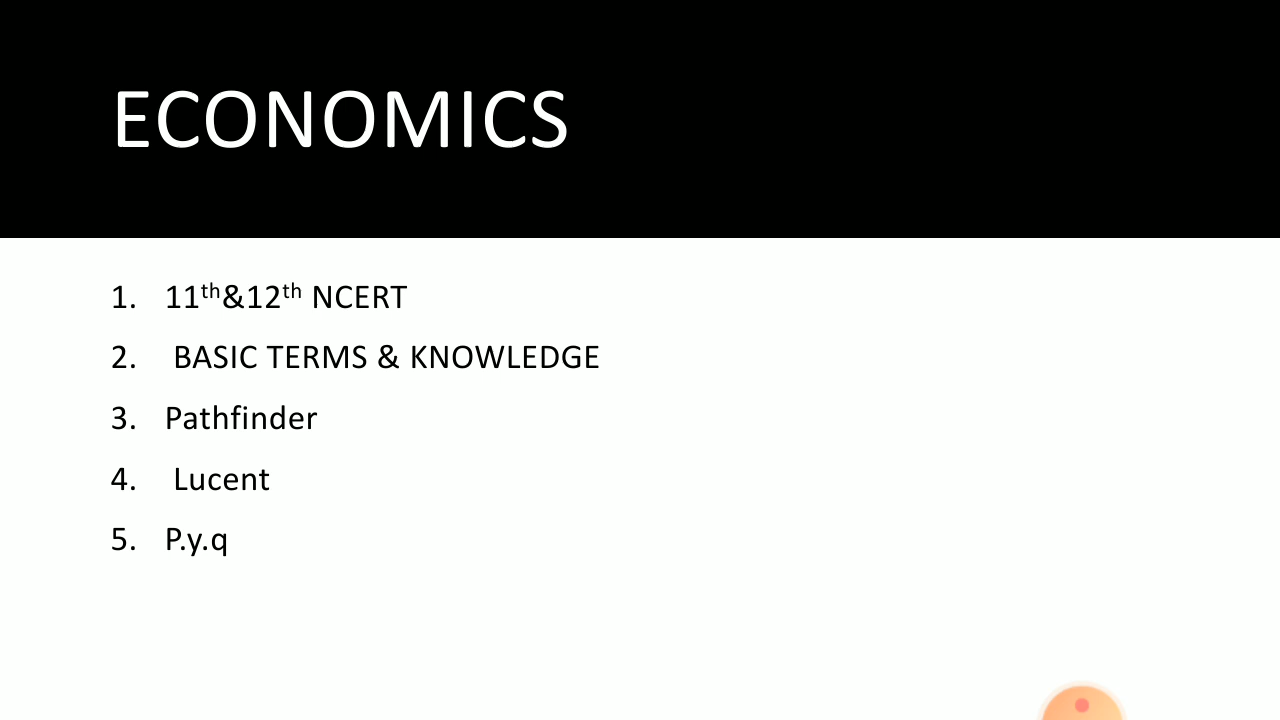 ECONOMICS
1. 11th&12th NCERT
2. BASIC TERMS & KNOWLEDGE
3. Pathfinder
4. Lucent
5. P.y.q